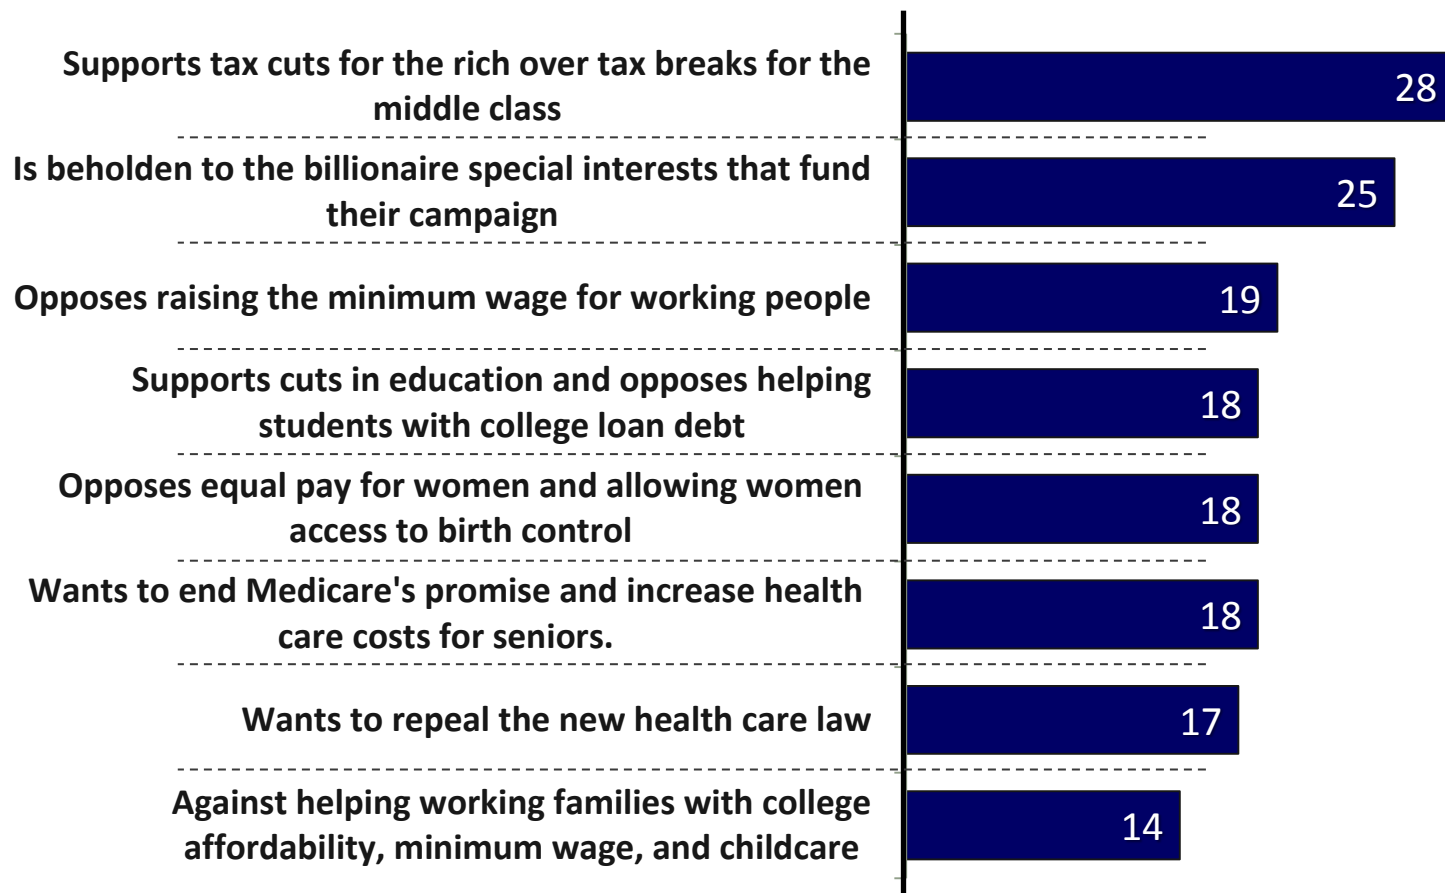 Supports tax cuts for the rich over tax breaks for the
middle class
28
Is beholden to the billionaire special interests that fund
their campaign
25
Opposes raising the minimum wage for working people
19
Supports cuts in education and opposes helping
students with college loan debt
18
Opposes equal pay for women and allowing women
access to birth control
18
Wants to end Medicare's promise and increase health
care costs for seniors.
18
Wants to repeal the new health care law
17
Against helping working families with college
affordability, minimum wage, and childcare
14